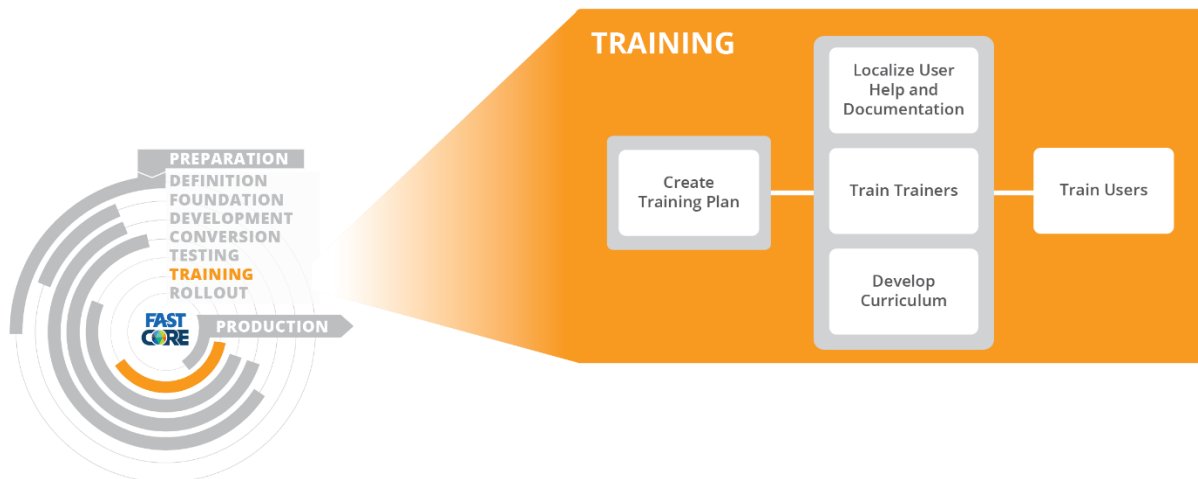 PREPARATION
DEFINITION
FOUNDATION
DEVELOPMENT
CONVERSION
TESTING
TRAINING
ROLLOUT
FAST
CORE
PRODUCTION
TRAINING
Create
Training Plan
Localize User
Help and
Documentation
Train Trainers
Develop
Curriculum
Train Users